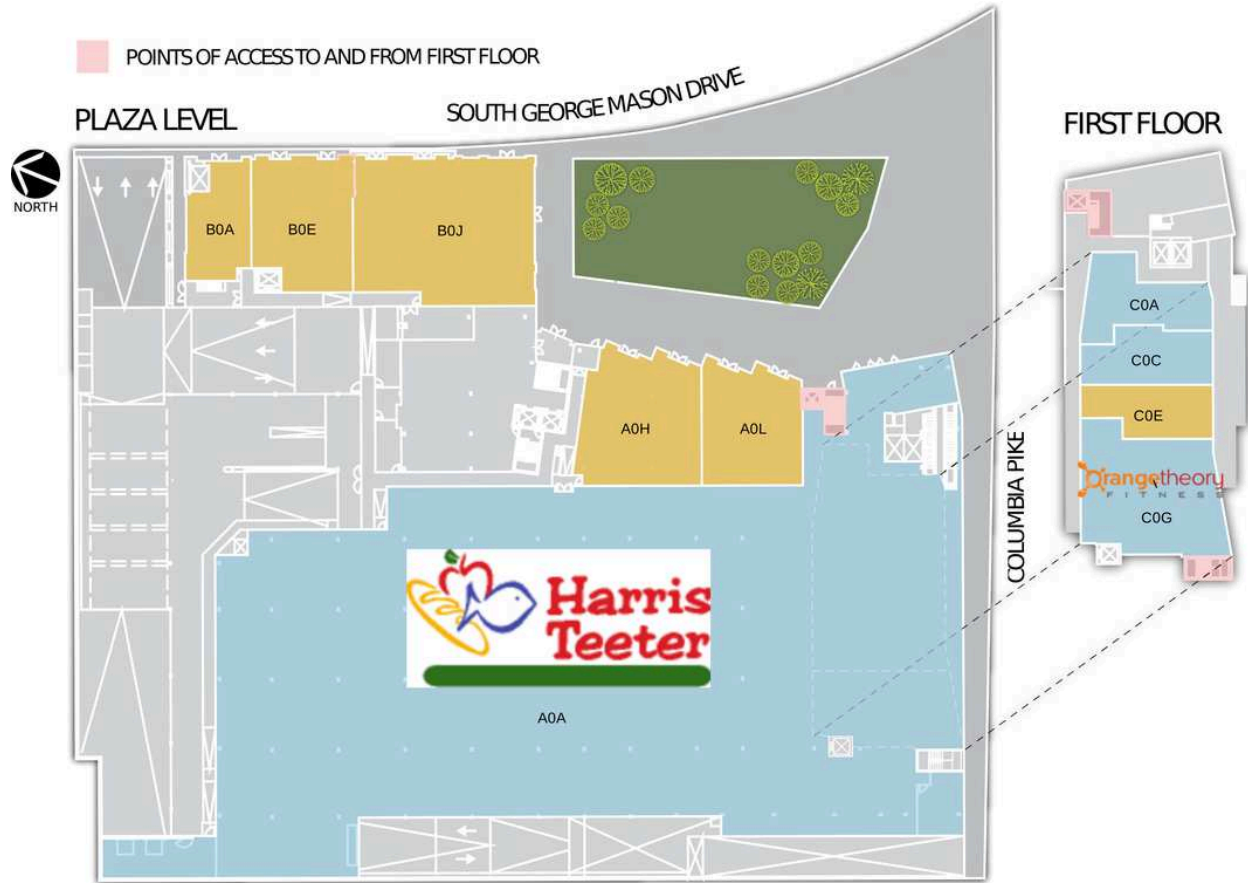 POINTS OF ACCESS TO AND FROM FIRST FLOOR
PLAZA LEVEL
SOUTH GEORGE MASON DRIVE
FIRST FLOOR
NORTH
B0A
B0E
B0J
C0A
C0C
C0E
A0H
A0L
COLUMBIA PIKE
Orangetheory
FITNESS
C0G
Harris
Teeter
A0A